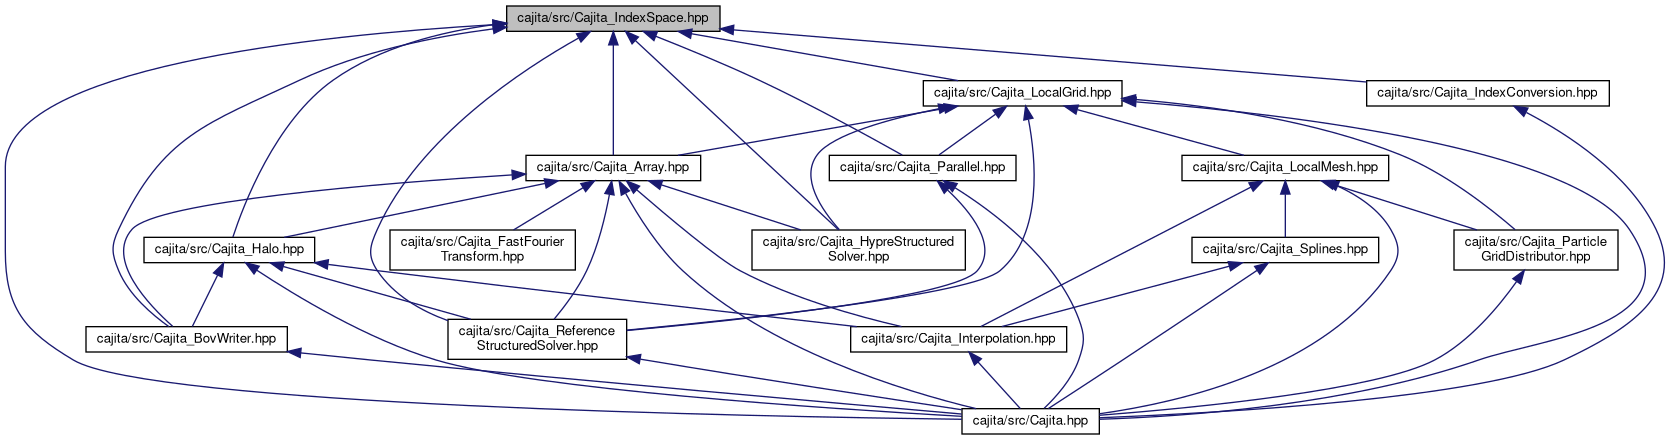 cajita/src/Cajita_IndexSpace.hpp
cajita/src/Cajita_LocalGrid.hpp
cajita/src/Cajita_IndexConversion.hpp
cajita/src/Cajita_Array.hpp
cajita/src/Cajita_Parallel.hpp
cajita/src/Cajita_LocalMesh.hpp
cajita/src/Cajita_Halo.hpp
cajita/src/Cajita_FastFourier
Transform.hpp
cajita/src/Cajita_HypreStructured
Solver.hpp
cajita/src/Cajita_Splines.hpp
cajita/src/Cajita_Particle
GridDistributor.hpp
cajita/src/Cajita_BovWriter.hpp
cajita/src/Cajita_Reference
StructuredSolver.hpp
cajita/src/Cajita_Interpolation.hpp
cajita/src/Cajita.hpp